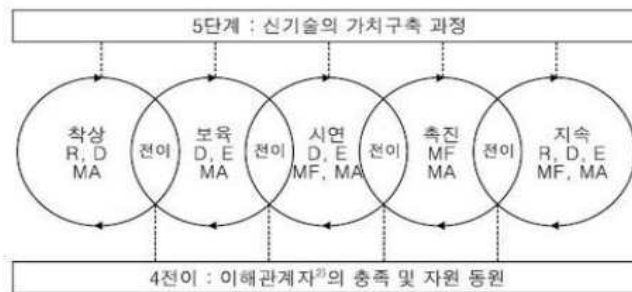 5단계 : 신기술의 가치구축 과정
착상
R, D
MA
전이
보육
D, E
MA
전이
시연
D, E
MF, MA
전이
촉진
MF
MA
전이
지속
R, D, E
MF, MA
4전이 : 이해관계자²⁾의 충족 및 자원 동원